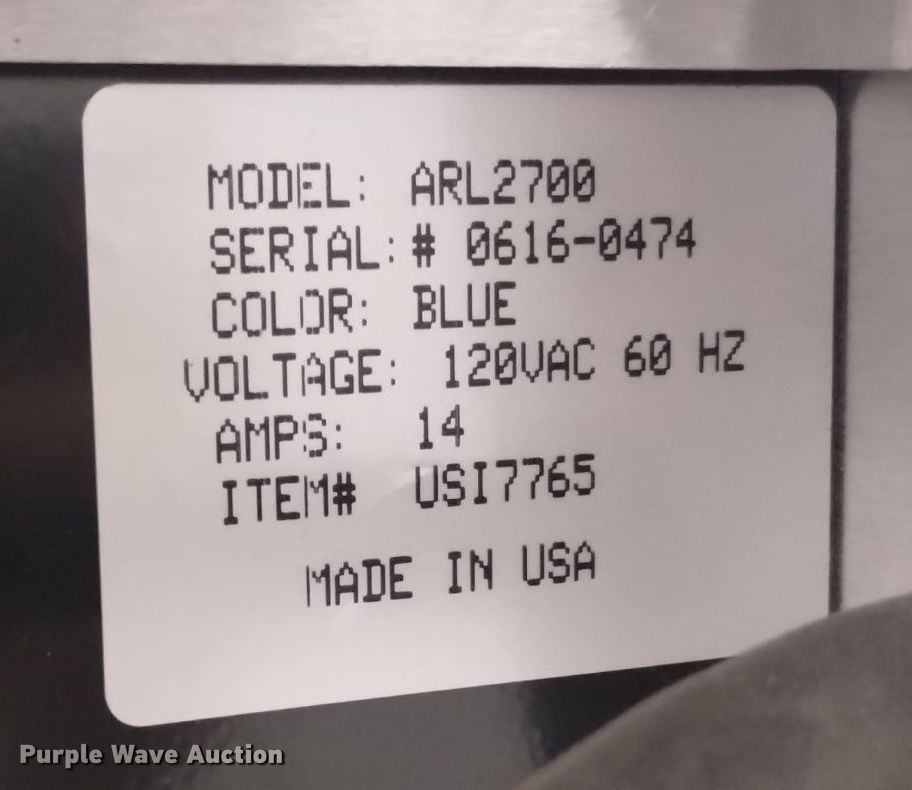 MODEL: ARL2700
SERIAL:# 0616-0474
COLOR: BLUE
VOLTAGE: 120VAC 60 HZ
AMPS: 14
ITEM# USI7765
MADE IN USA
Purple Wave Auction